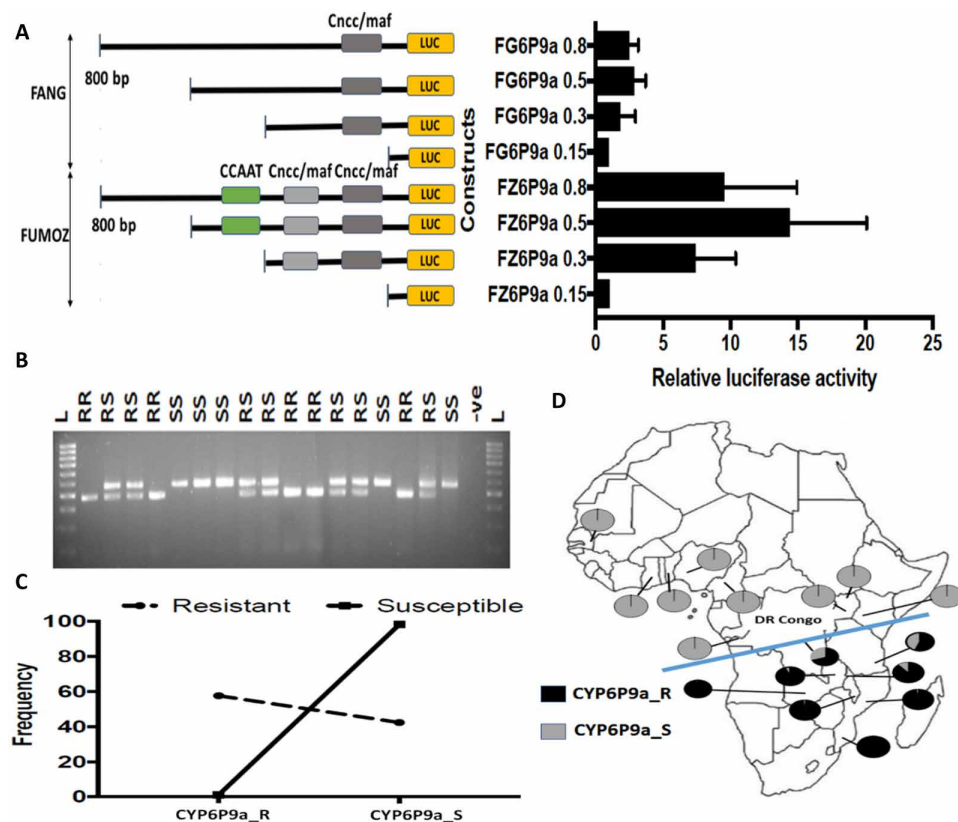 A
FANG
FUMOZ
800 bp
800 bp
Cncc/maf
LUC
LUC
LUC
LUC
CCAAT
Cncc/maf
Cncc/maf
LUC
LUC
LUC
LUC
Constructs
FG6P9a 0.8
FG6P9a 0.5
FG6P9a 0.3
FG6P9a 0.15
FZ6P9a 0.8
FZ6P9a 0.5
FZ6P9a 0.3
FZ6P9a 0.15
0 5 10 15 20 25
Relative luciferase activity
B
L RR RS RS RR SS SS SS RS RS RR RR RS RS SS RR RS SS -ve L
C
Resistant Susceptible
Frequency
100
80
60
40
20
0
CYP6P9a_R CYP6P9a_S
D
DR Congo
CYP6P9a_R
CYP6P9a_S